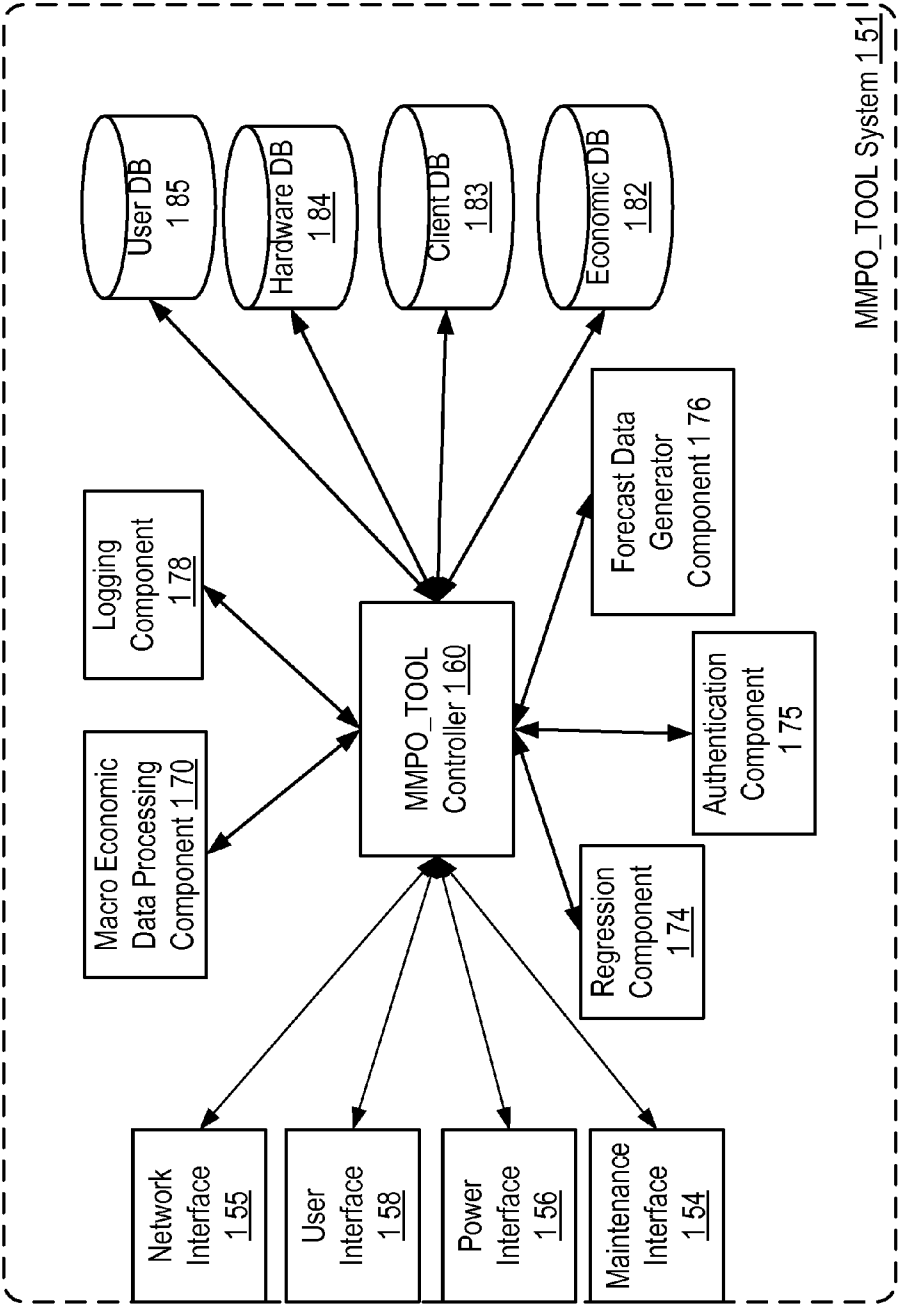 Network
Interface
155
User
Interface
158
Power
Interface
156
Maintenance
Interface
154
Macro Economic
Data Processing
Component 170
Logging
Component
178
MMPO_TOOL
Controller 160
Regression
Component
174
Authentication
Component
175
Forecast Data
Generator
Component 176
User DB
185
Hardware DB
184
Client DB
183
Economic DB
182
MMPO_TOOL System 151